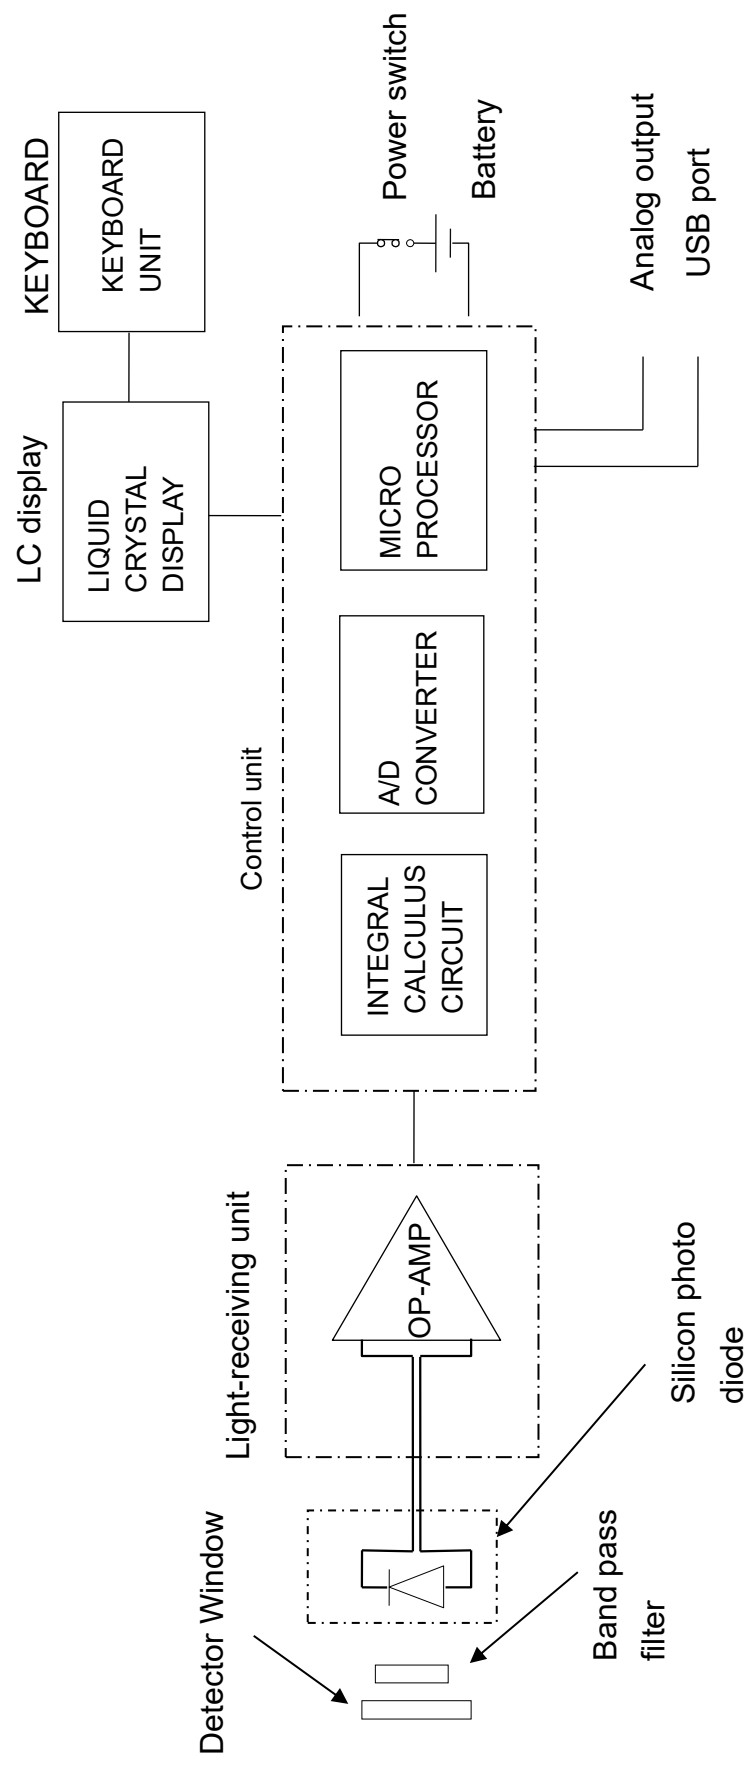 Detector Window
Band pass
filter
Silicon photo
diode
Light-receiving unit
OP-AMP
Control unit
INTEGRAL
CALCULUS
CIRCUIT
A/D
CONVERTER
MICRO
PROCESSOR
LC display
LIQUID
CRYSTAL
DISPLAY
KEYBOARD
KEYBOARD
UNIT
Power switch
Battery
Analog output
USB port